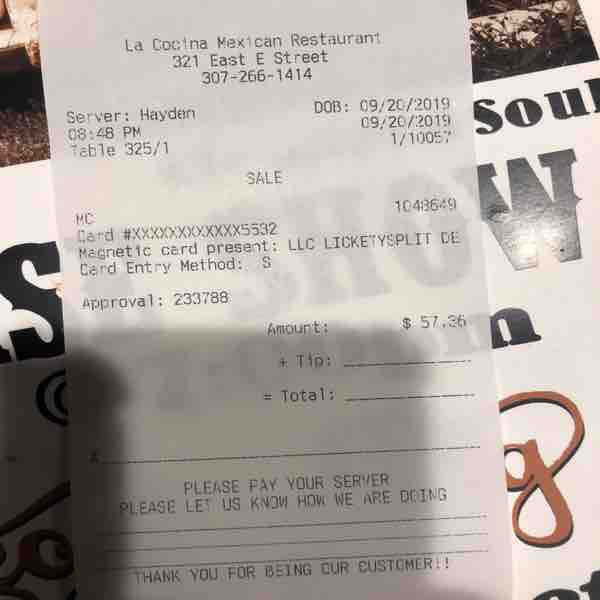 La Cocina Mexican Restaurant
321 East E Street
307-266-1414
Server: Hayden DOB: 09/20/2019
08:48 PM 09/20/2019
Table 325/1 1/10057
SALE
MC 1048649
Card #XXXXXXXXXXXX5532
Magnetic card present: LLC LICKETYSPLIT DE
Card Entry Method: S
Approval: 233788
Amount: $ 57.36
+ Tip:
= Total:
X
PLEASE PAY YOUR SERVER
PLEASE LET US KNOW HOW WE ARE DOING
THANK YOU FOR BEING OUR CUSTOMER!!
SOUL
SHOW